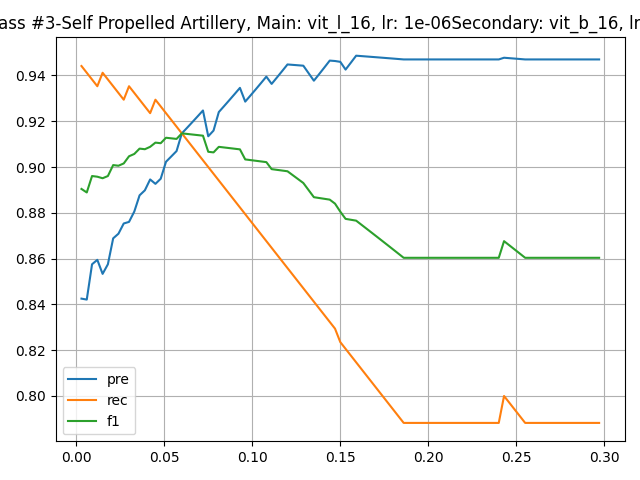 ass #3-Self Propelled Artillery, Main: vit_l_16, lr: 1e-06Secondary: vit_b_16, lr
0.94
0.92
0.90
0.88
0.86
0.84
0.82
0.80
pre
rec
f1
0.00 0.05 0.10 0.15 0.20 0.25 0.30